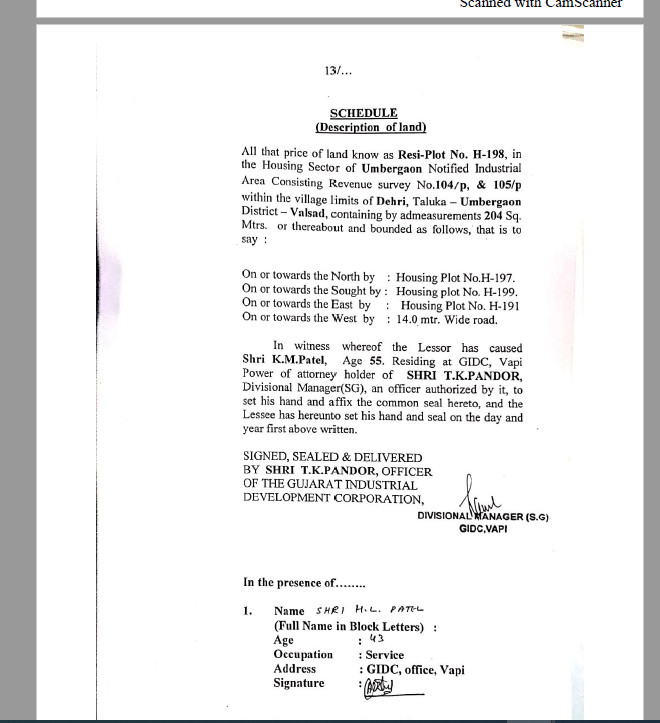 Scanned with CamScanner
13/...
SCHEDULE
(Description of land)
All that price of land know as Resi-Plot No. H-198, in
the Housing Sector of Umbergaon Notified Industrial
Area Consisting Revenue survey No.104/p, & 105/p
within the village limits of Dehri, Taluka – Umbergaon
District – Valsad, containing by admeasurements 204 Sq.
Mtrs. or thereabout and bounded as follows, that is to
say :
On or towards the North by : Housing Plot No.H-197.
On or towards the Sought by : Housing plot No. H-199.
On or towards the East by : Housing Plot No. H-191
On or towards the West by : 14.0 mtr. Wide road.
In witness whereof the Lessor has caused
Shri K.M.Patel, Age 55. Residing at GIDC, Vapi
Power of attorney holder of SHRI T.K.PANDOR,
Divisional Manager(SG), an officer authorized by it, to
set his hand and affix the common seal hereto, and the
Lessee has hereunto set his hand and seal on the day and
year first above written.
SIGNED, SEALED & DELIVERED
BY SHRI T.K.PANDOR, OFFICER
OF THE GUJARAT INDUSTRIAL
DEVELOPMENT CORPORATION,
DIVISIONAL MANAGER (S.G)
GIDC,VAPI
In the presence of........
1. Name SHRI H.L. PATEL
(Full Name in Block Letters) :
Age : 43
Occupation : Service
Address : GIDC, office, Vapi
Signature :